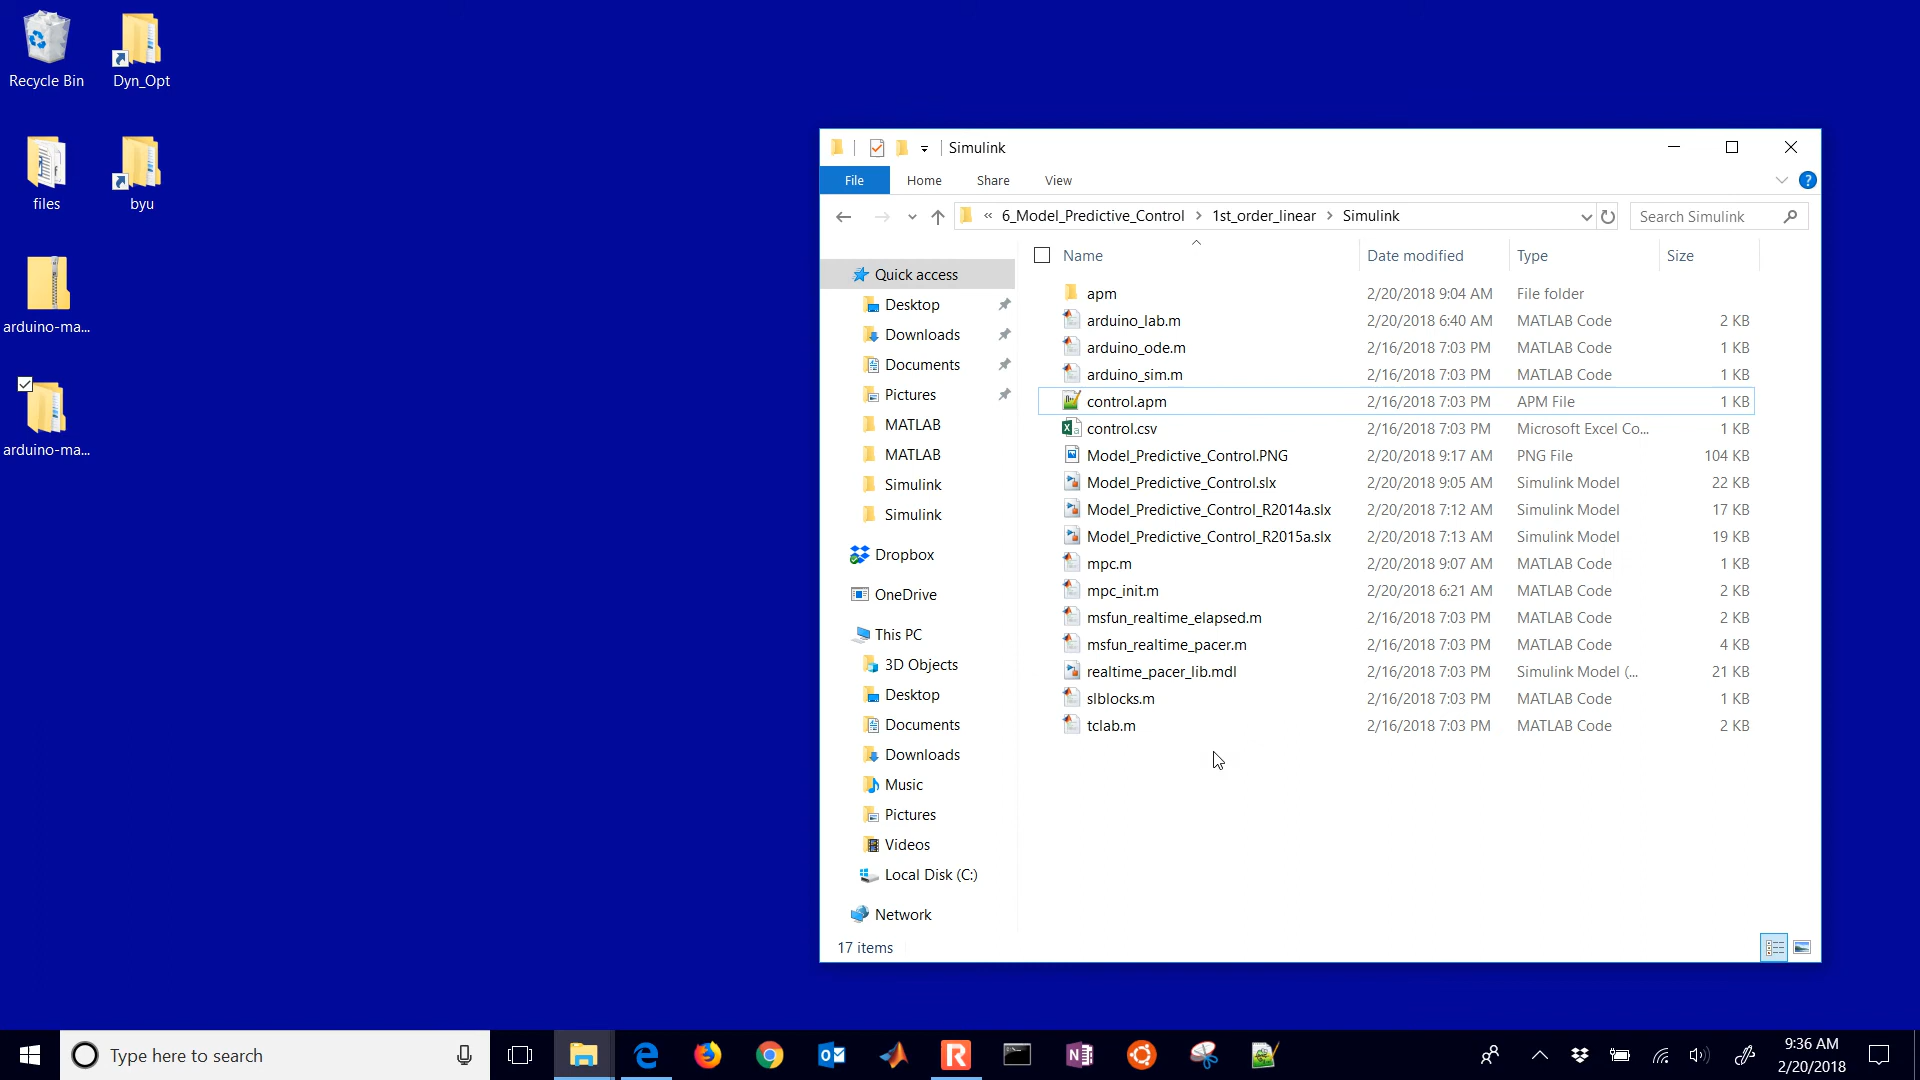 Recycle Bin
Dyn_Opt
files
byu
arduino-ma...
arduino-ma...
Simulink
File
Home
Share
View
?
« 6_Model_Predictive_Control > 1st_order_linear > Simulink
Search Simulink
Name
Date modified
Type
Size
Quick access
Desktop
Downloads
Documents
Pictures
MATLAB
MATLAB
Simulink
Simulink
Dropbox
OneDrive
This PC
3D Objects
Desktop
Documents
Downloads
Music
Pictures
Videos
Local Disk (C:)
Network
apm 2/20/2018 9:04 AM File folder
arduino_lab.m 2/20/2018 6:40 AM MATLAB Code 2 KB
arduino_ode.m 2/16/2018 7:03 PM MATLAB Code 1 KB
arduino_sim.m 2/16/2018 7:03 PM MATLAB Code 1 KB
control.apm 2/16/2018 7:03 PM APM File 1 KB
control.csv 2/16/2018 7:03 PM Microsoft Excel Co... 1 KB
Model_Predictive_Control.PNG 2/20/2018 9:17 AM PNG File 104 KB
Model_Predictive_Control.slx 2/20/2018 9:05 AM Simulink Model 22 KB
Model_Predictive_Control_R2014a.slx 2/20/2018 7:12 AM Simulink Model 17 KB
Model_Predictive_Control_R2015a.slx 2/20/2018 7:13 AM Simulink Model 19 KB
mpc.m 2/20/2018 9:07 AM MATLAB Code 1 KB
mpc_init.m 2/20/2018 6:21 AM MATLAB Code 2 KB
msfun_realtime_elapsed.m 2/16/2018 7:03 PM MATLAB Code 2 KB
msfun_realtime_pacer.m 2/16/2018 7:03 PM MATLAB Code 4 KB
realtime_pacer_lib.mdl 2/16/2018 7:03 PM Simulink Model (... 21 KB
slblocks.m 2/16/2018 7:03 PM MATLAB Code 1 KB
tclab.m 2/16/2018 7:03 PM MATLAB Code 2 KB
17 items
Type here to search
R
9:36 AM
2/20/2018